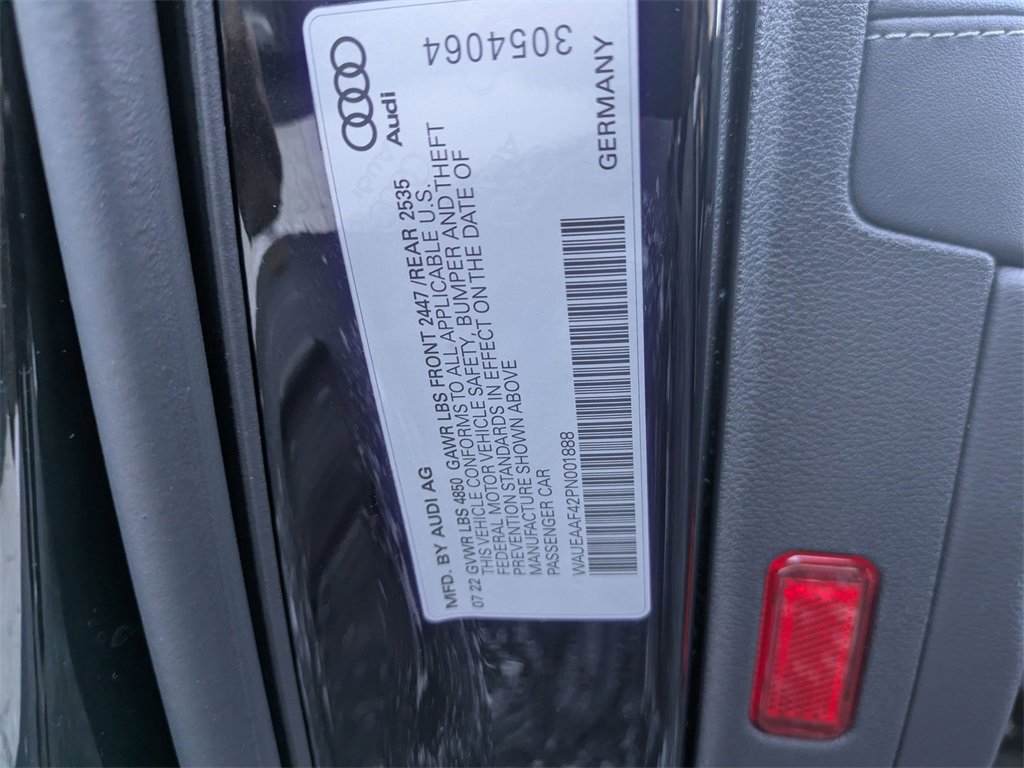 Audi
3054064
MFD. BY AUDI AG
07 22 GVWR LBS 4850 GAWR LBS FRONT 2447 /REAR 2535
THIS VEHICLE CONFORMS TO ALL APPLICABLE U.S.
FEDERAL MOTOR VEHICLE SAFETY, BUMPER AND THEFT
PREVENTION STANDARDS IN EFFECT ON THE DATE OF
MANUFACTURE SHOWN ABOVE
PASSENGER CAR
WAUEAAF42PN001888
GERMANY